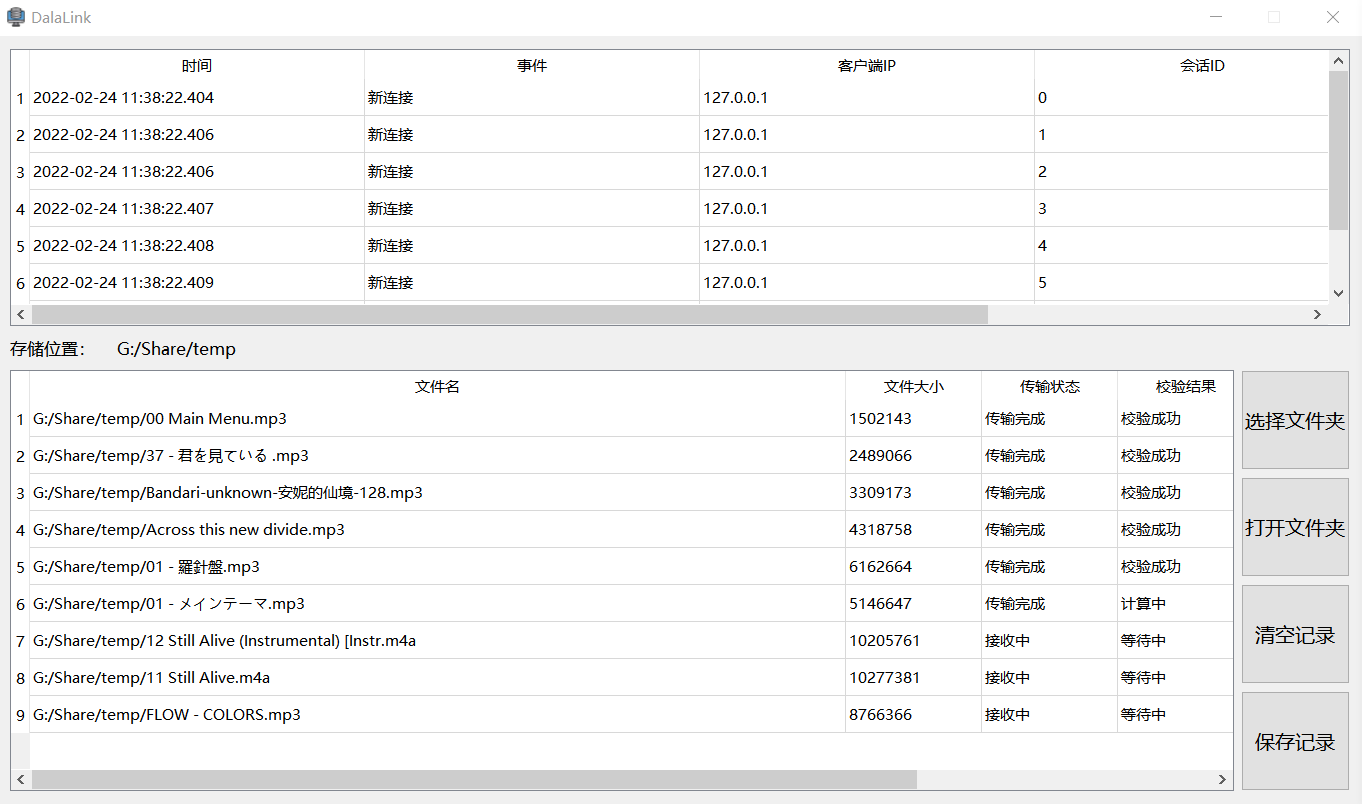 DalaLink
时间 事件 客户端IP 会话ID
1 2022-02-24 11:38:22.404 新连接 127.0.0.1 0
2 2022-02-24 11:38:22.406 新连接 127.0.0.1 1
3 2022-02-24 11:38:22.406 新连接 127.0.0.1 2
4 2022-02-24 11:38:22.407 新连接 127.0.0.1 3
5 2022-02-24 11:38:22.408 新连接 127.0.0.1 4
6 2022-02-24 11:38:22.409 新连接 127.0.0.1 5
存储位置： G:/Share/temp
文件名 文件大小 传输状态 校验结果
1 G:/Share/temp/00 Main Menu.mp3 1502143 传输完成 校验成功
2 G:/Share/temp/37 - 君を見ている .mp3 2489066 传输完成 校验成功
3 G:/Share/temp/Bandari-unknown-安妮的仙境-128.mp3 3309173 传输完成 校验成功
4 G:/Share/temp/Across this new divide.mp3 4318758 传输完成 校验成功
5 G:/Share/temp/01 - 羅針盤.mp3 6162664 传输完成 校验成功
6 G:/Share/temp/01 - メインテーマ.mp3 5146647 传输完成 计算中
7 G:/Share/temp/12 Still Alive (Instrumental) [Instr.m4a 10205761 接收中 等待中
8 G:/Share/temp/11 Still Alive.m4a 10277381 接收中 等待中
9 G:/Share/temp/FLOW - COLORS.mp3 8766366 接收中 等待中
选择文件夹
打开文件夹
清空记录
保存记录